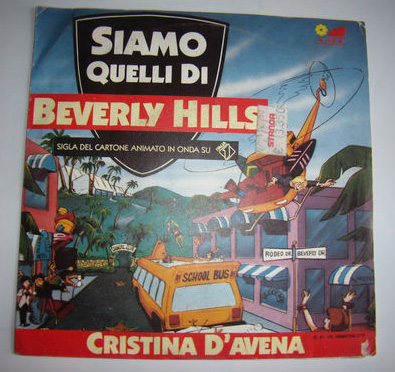 SIAMO
QUELLI DI
BEVERLY HILLS
SIGLA DEL CARTONE ANIMATO IN ONDA SU
STANDA
RODEO DR.
BEVERLY DR.
SCHOOL BUS
CRISTINA D'AVENA